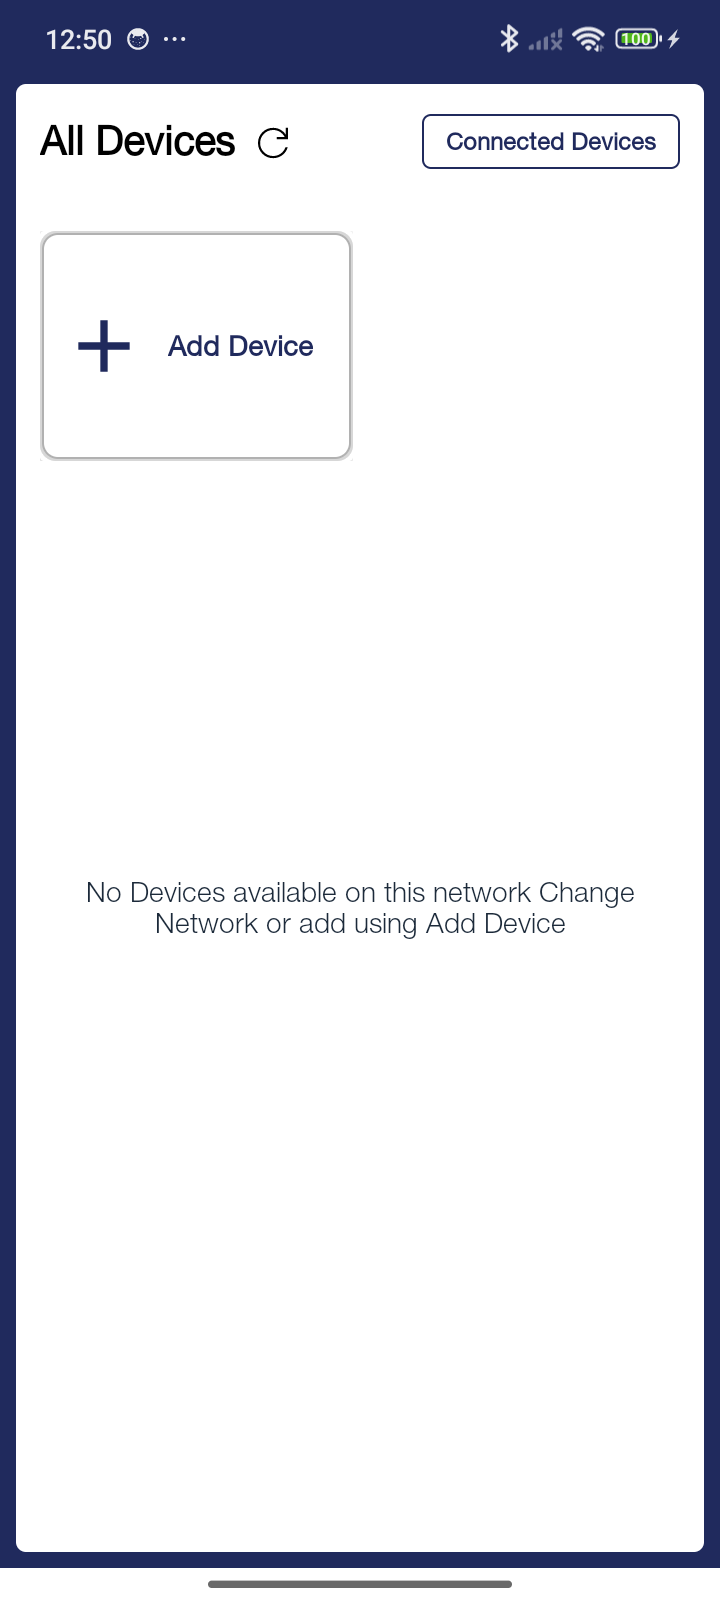 12:50
100
All Devices
Connected Devices
Add Device
No Devices available on this network Change
Network or add using Add Device